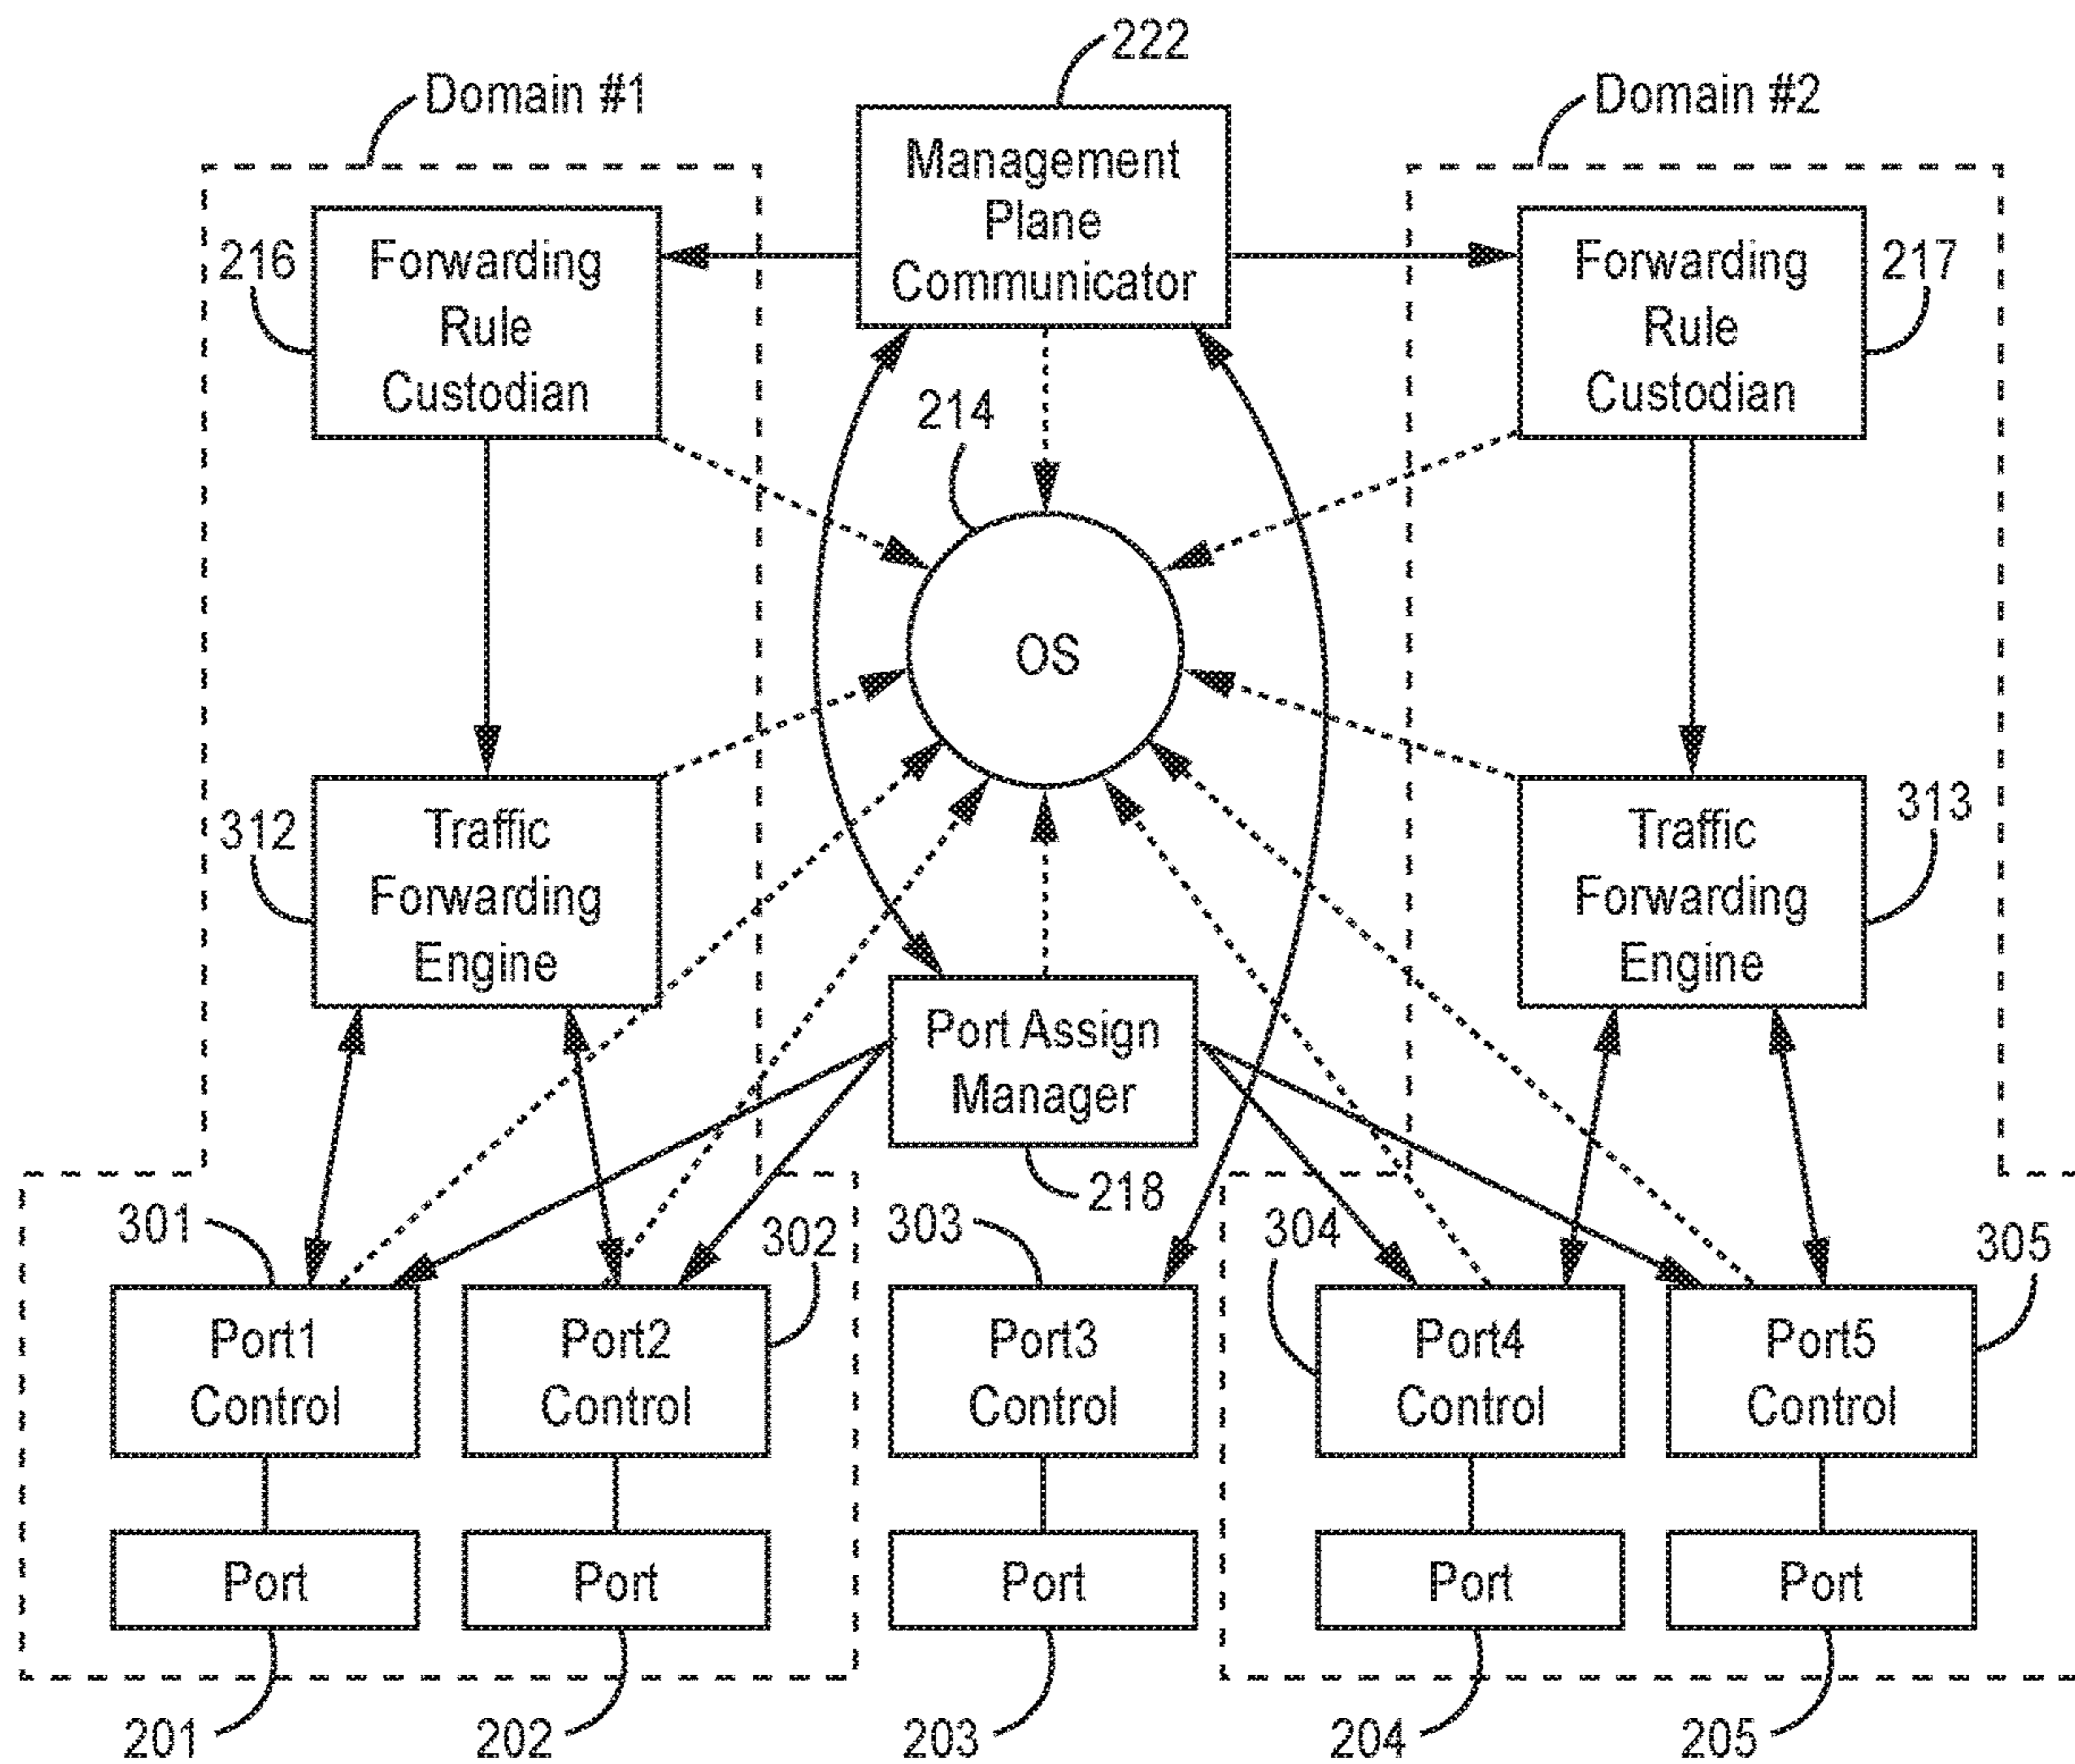 222
Domain #1
Domain #2
Management
Plane
Communicator
216
Forwarding
Rule
Custodian
Forwarding
Rule
Custodian
217
214
OS
312
Traffic
Forwarding
Engine
Traffic
Forwarding
Engine
313
Port Assign
Manager
218
301
302
303
304
305
Port1
Control
Port2
Control
Port3
Control
Port4
Control
Port5
Control
Port
Port
Port
Port
Port
201
202
203
204
205